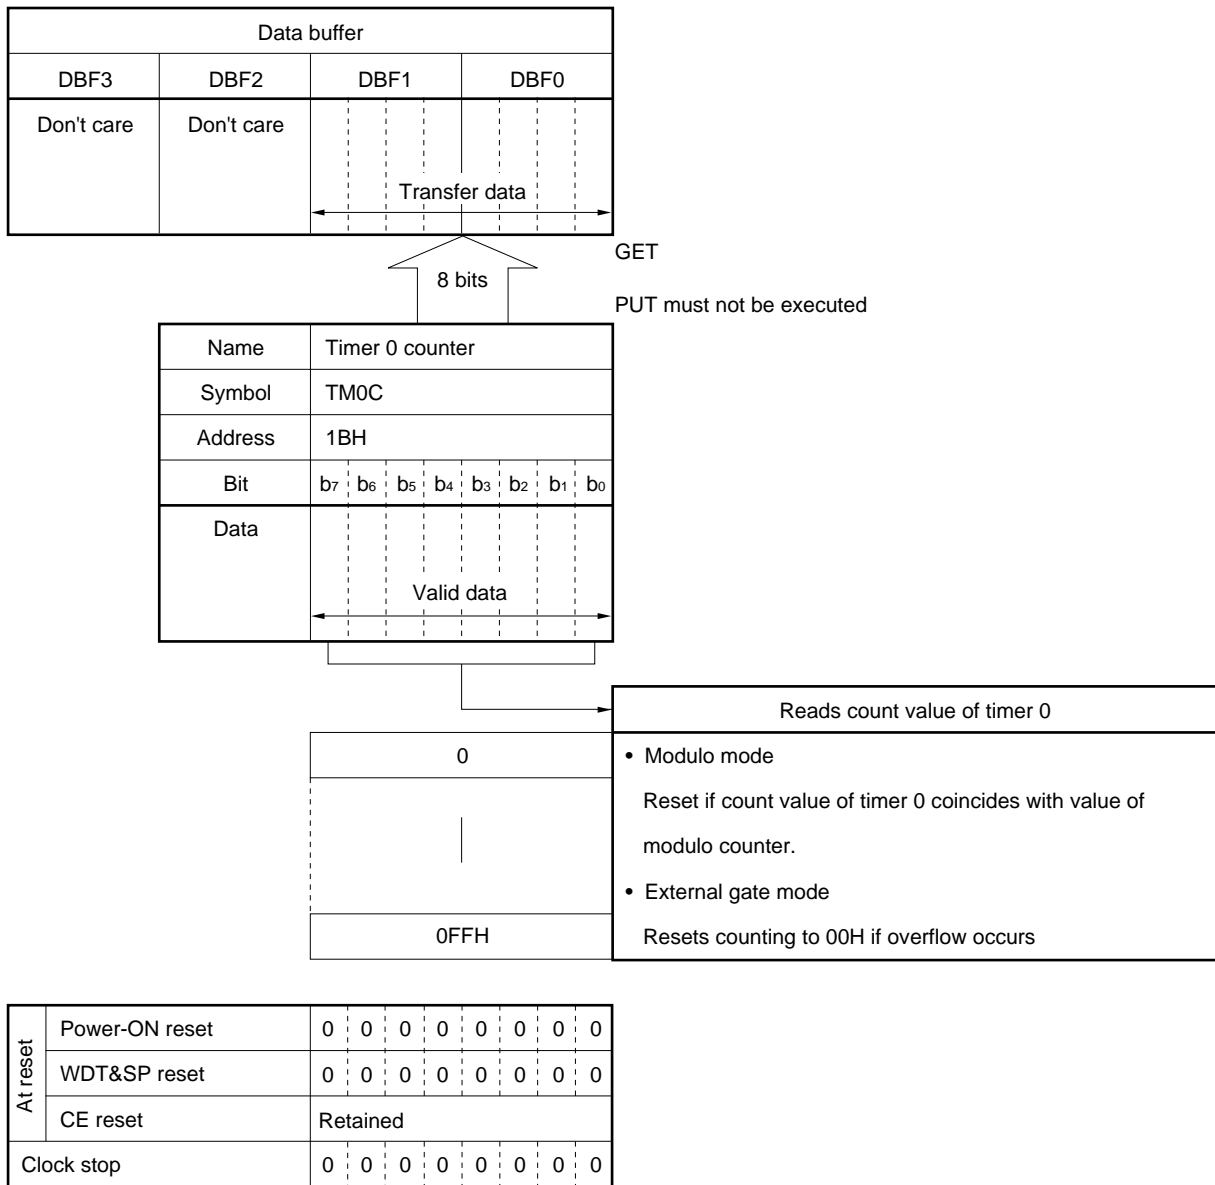 Data buffer
DBF3 DBF2 DBF1 DBF0
Don't care Don't care
Transfer data
GET
8 bits
PUT must not be executed
Name Timer 0 counter
Symbol TM0C
Address 1BH
Bit b7 b6 b5 b4 b3 b2 b1 b0
Data
Valid data
Reads count value of timer 0
0
• Modulo mode
Reset if count value of timer 0 coincides with value of
modulo counter.
• External gate mode
0FFH
Resets counting to 00H if overflow occurs
At reset
Power-ON reset 0 0 0 0 0 0 0 0
WDT&SP reset 0 0 0 0 0 0 0 0
CE reset Retained
Clock stop 0 0 0 0 0 0 0 0